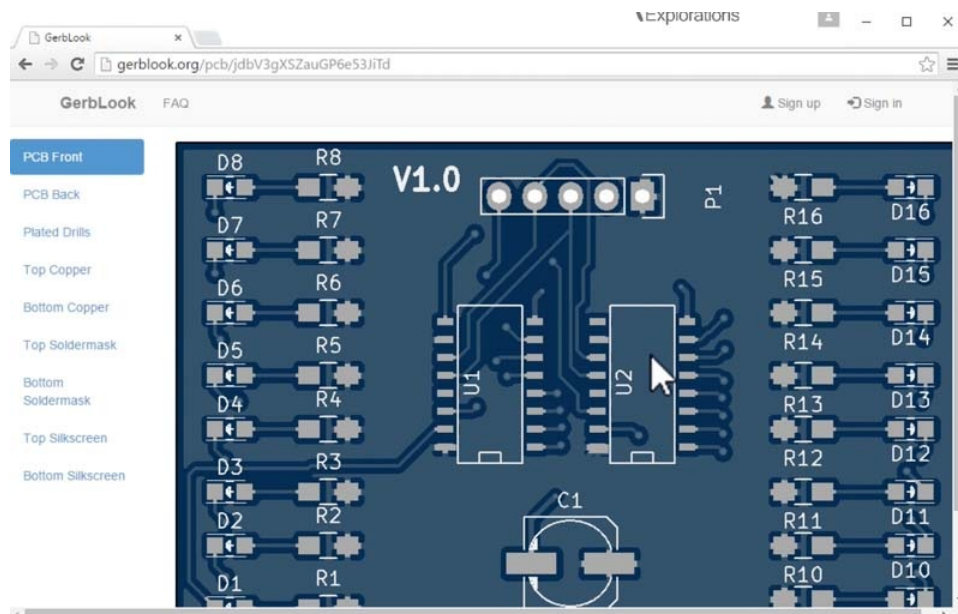 Explorations
GerbLook
gerblook.org/pcb/jdbV3gXSZauGP6e53JiTd
GerbLook FAQ Sign up Sign in
PCB Front
PCB Back
Plated Drills
Top Copper
Bottom Copper
Top Soldermask
Bottom
Soldermask
Top Silkscreen
Bottom Silkscreen
D8 R8 V1.0 P1 R16 D16
D7 R7 R15 D15
D6 R6 R14 D14
D5 R5 U1 U2 R13 D13
D4 R4 R12 D12
D3 R3 C1 R11 D11
D2 R2 R10 D10
D1 R1